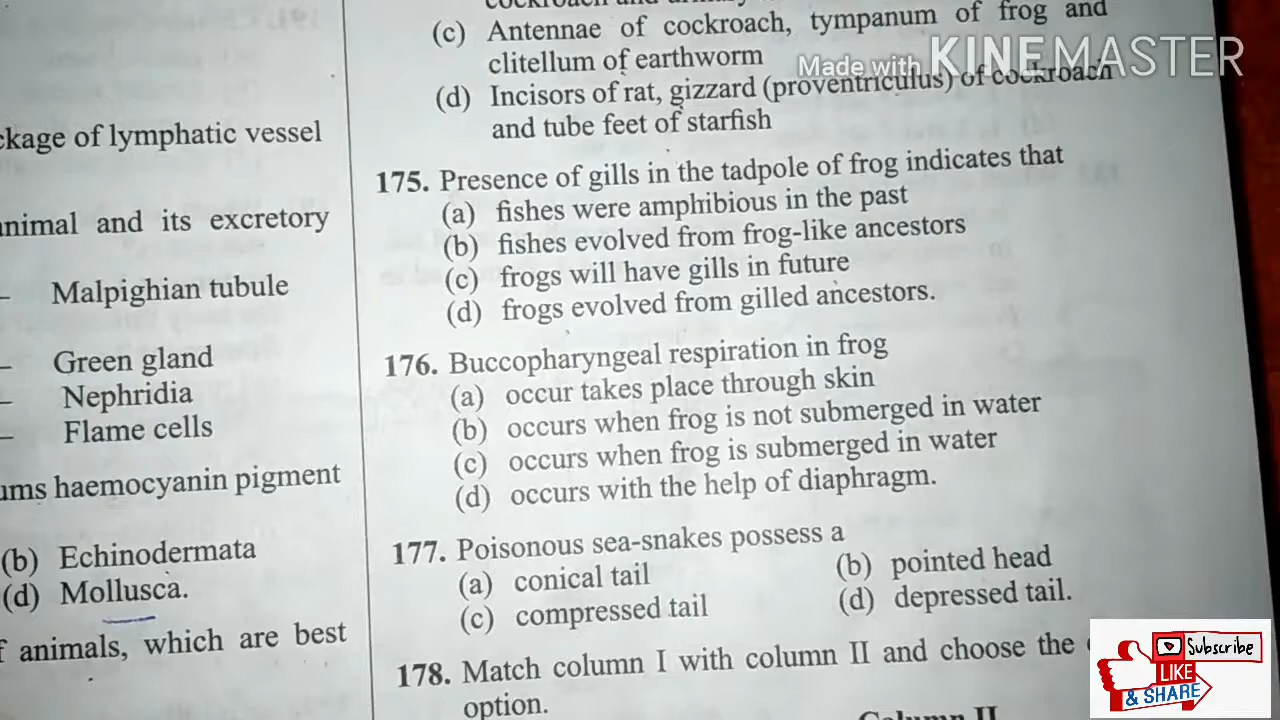 ckage of lymphatic vessel
animal and its excretory
– Malpighian tubule
– Green gland
– Nephridia
– Flame cells
ums haemocyanin pigment
(b) Echinodermata
(d) Mollusca.
f animals, which are best
(c) Antennae of cockroach, tympanum of frog and
clitellum of earthworm
(d) Incisors of rat, gizzard (proventriculus) of cockroach
and tube feet of starfish
175. Presence of gills in the tadpole of frog indicates that
(a) fishes were amphibious in the past
(b) fishes evolved from frog-like ancestors
(c) frogs will have gills in future
(d) frogs evolved from gilled ancestors.
176. Buccopharyngeal respiration in frog
(a) occur takes place through skin
(b) occurs when frog is not submerged in water
(c) occurs when frog is submerged in water
(d) occurs with the help of diaphragm.
177. Poisonous sea-snakes possess a
(a) conical tail (b) pointed head
(c) compressed tail (d) depressed tail.
178. Match column I with column II and choose the
option.
Column II
Made with KINEMASTER
Subscribe
LIKE
& SHARE